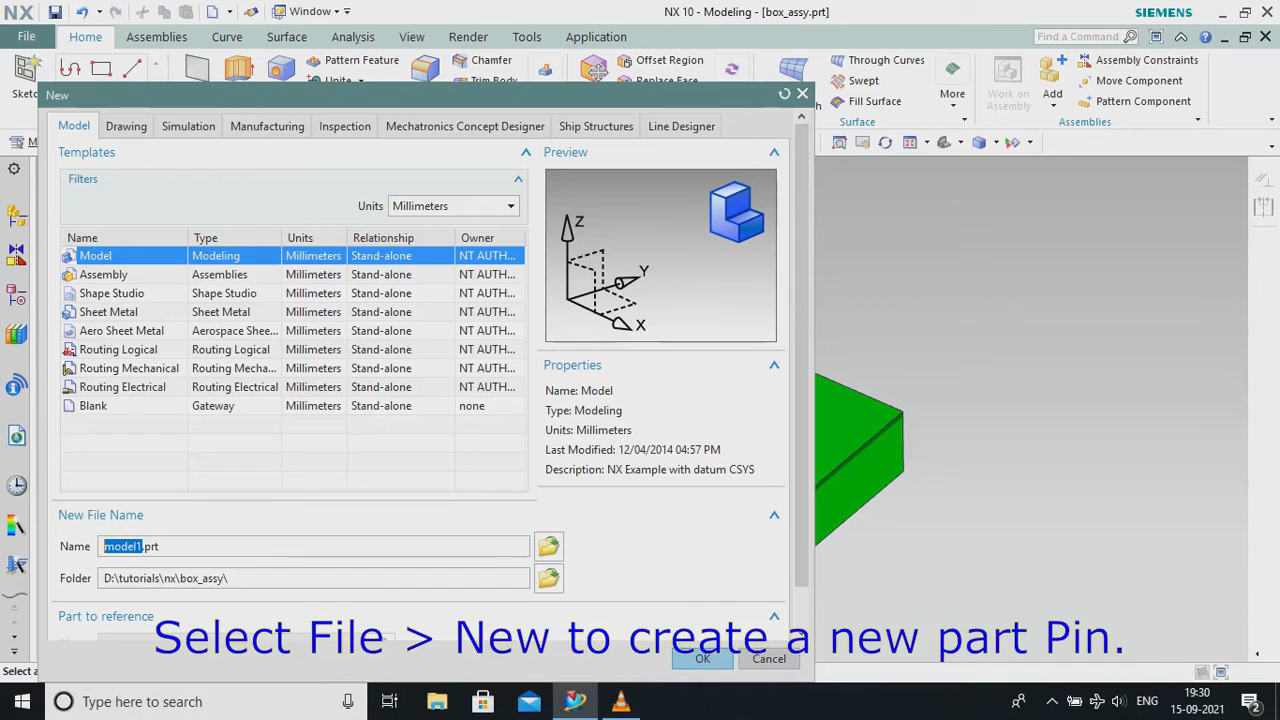 NX Window NX 10 - Modeling - [box_assy.prt] SIEMENS
File Home Assemblies Curve Surface Analysis View Render Tools Application Find a Command
Pattern Feature Chamfer Offset Region Through Curves Assembly Constraints
Swept Move Component
More Add Fill Surface Pattern Component
Work on Assembly
Surface Assemblies
New
Model Drawing Simulation Manufacturing Inspection Mechatronics Concept Designer Ship Structures Line Designer
Templates Preview
Filters
Units Millimeters
Name Type Units Relationship Owner
Model Modeling Millimeters Stand-alone NT AUTH...
Assembly Assemblies Millimeters Stand-alone NT AUTH...
Shape Studio Shape Studio Millimeters Stand-alone NT AUTH...
Sheet Metal Sheet Metal Millimeters Stand-alone NT AUTH...
Aero Sheet Metal Aerospace Shee... Millimeters Stand-alone NT AUTH...
Routing Logical Routing Logical Millimeters Stand-alone NT AUTH...
Routing Mechanical Routing Mecha... Millimeters Stand-alone NT AUTH...
Routing Electrical Routing Electrical Millimeters Stand-alone NT AUTH...
Blank Gateway Millimeters Stand-alone none
Z
Y
X
Properties
Name: Model
Type: Modeling
Units: Millimeters
Last Modified: 12/04/2014 04:57 PM
Description: NX Example with datum CSYS
New File Name
Name model1.prt
Folder D:\tutorials\nx\box_assy\
Part to reference
Select File > New to create a new part Pin.
OK Cancel
Type here to search
ENG 19:30
15-09-2021
2